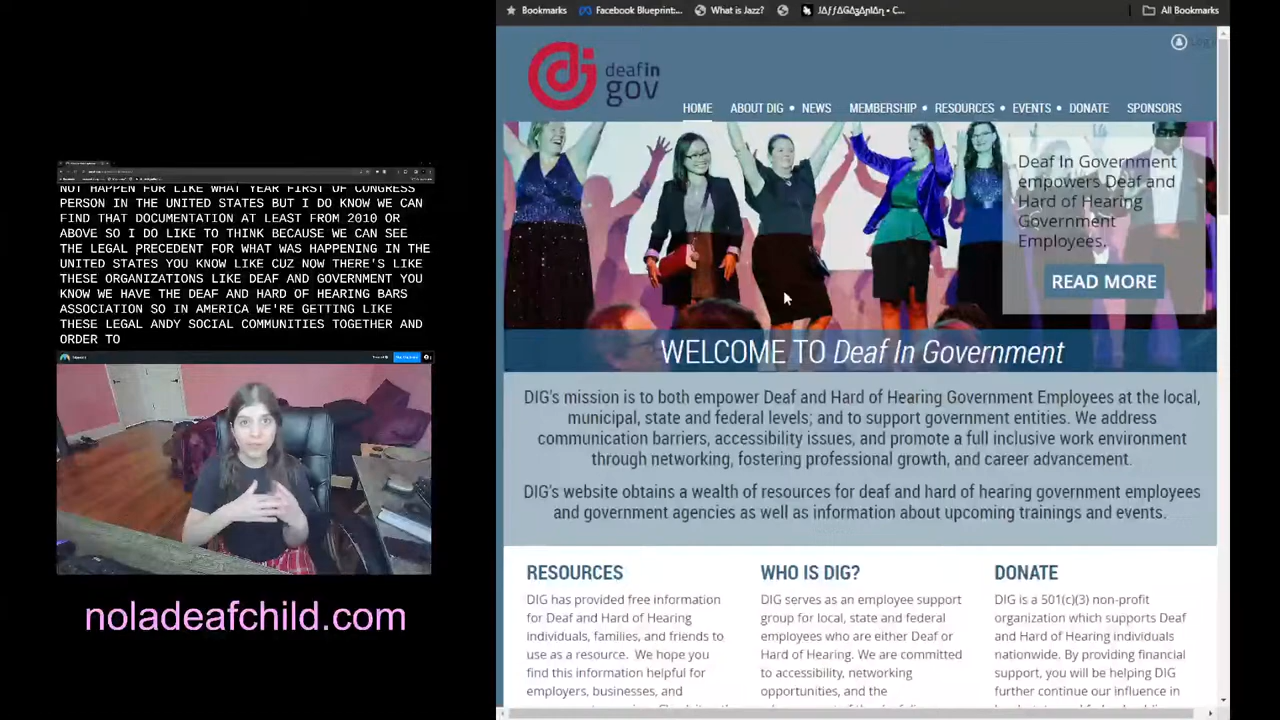 NOT HAPPEN FOR LIKE WHAT YEAR FIRST OF CONGRESS
PERSON IN THE UNITED STATES BUT I DO KNOW WE CAN
FIND THAT DOCUMENTATION AT LEAST FROM 2010 OR
ABOVE SO I DO LIKE TO THINK BECAUSE WE CAN SEE
THE LEGAL PRECEDENT FOR WHAT WAS HAPPENING IN THE
UNITED STATES YOU KNOW LIKE CUZ NOW THERE'S LIKE
THESE ORGANIZATIONS LIKE DEAF AND GOVERNMENT YOU
KNOW WE HAVE THE DEAF AND HARD OF HEARING BARS
ASSOCIATION SO IN AMERICA WE'RE GETTING LIKE
THESE LEGAL ANDY SOCIAL COMMUNITIES TOGETHER AND
ORDER TO
noladeafchild.com
Bookmarks
Facebook Blueprint:...
What is Jazz?
All Bookmarks
deafin
gov
HOME
ABOUT DIG
NEWS
MEMBERSHIP
RESOURCES
EVENTS
DONATE
SPONSORS
Deaf In Government
empowers Deaf and
Hard of Hearing
Government
Employees.
READ MORE
WELCOME TO Deaf In Government
DIG's mission is to both empower Deaf and Hard of Hearing Government Employees at the local,
municipal, state and federal levels; and to support government entities. We address
communication barriers, accessibility issues, and promote a full inclusive work environment
through networking, fostering professional growth, and career advancement.
DIG's website obtains a wealth of resources for deaf and hard of hearing government employees
and government agencies as well as information about upcoming trainings and events.
RESOURCES
DIG has provided free information
for Deaf and Hard of Hearing
individuals, families, and friends to
use as a resource. We hope you
find this information helpful for
employers, businesses, and
WHO IS DIG?
DIG serves as an employee support
group for local, state and federal
employees who are either Deaf or
Hard of Hearing. We are committed
to accessibility, networking
opportunities, and the
DONATE
DIG is a 501(c)(3) non-profit
organization which supports Deaf
and Hard of Hearing individuals
nationwide. By providing financial
support, you will be helping DIG
further continue our influence in